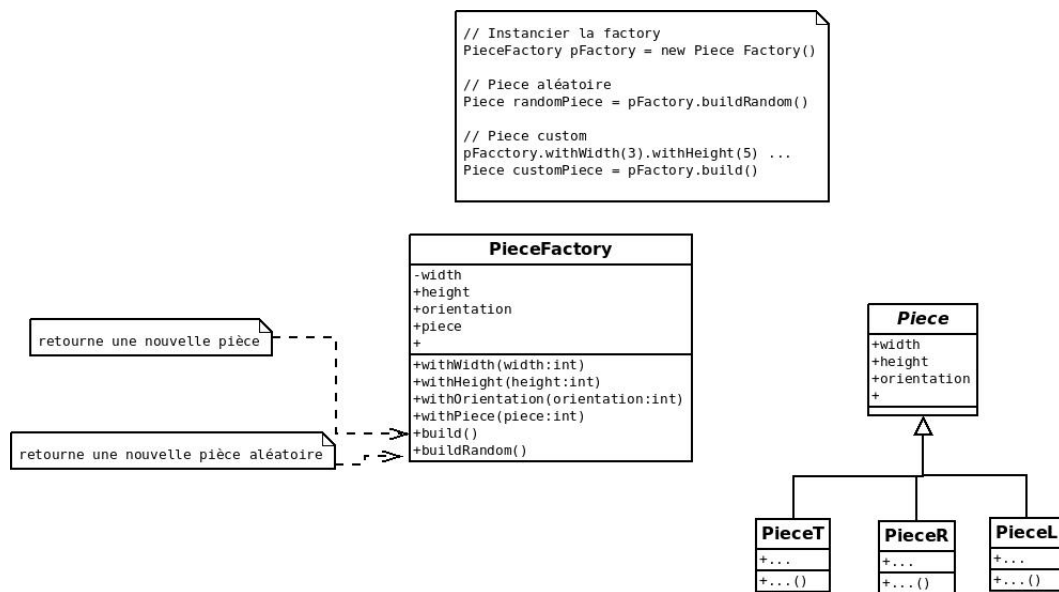 // Instancier la factory
PieceFactory pFactory = new Piece Factory()
// Piece aléatoire
Piece randomPiece = pFactory.buildRandom()
// Piece custom
pFacctory.withWidth(3).withHeight(5) ...
Piece customPiece = pFactory.build()
PieceFactory
-width
+height
+orientation
+piece
+
+withWidth(width:int)
+withHeight(height:int)
+withOrientation(orientation:int)
+withPiece(piece:int)
+build()
+buildRandom()
retourne une nouvelle pièce
retourne une nouvelle pièce aléatoire
Piece
+width
+height
+orientation
+
PieceT
+...
+...()
PieceR
+...
+...()
PieceL
+...
+...()